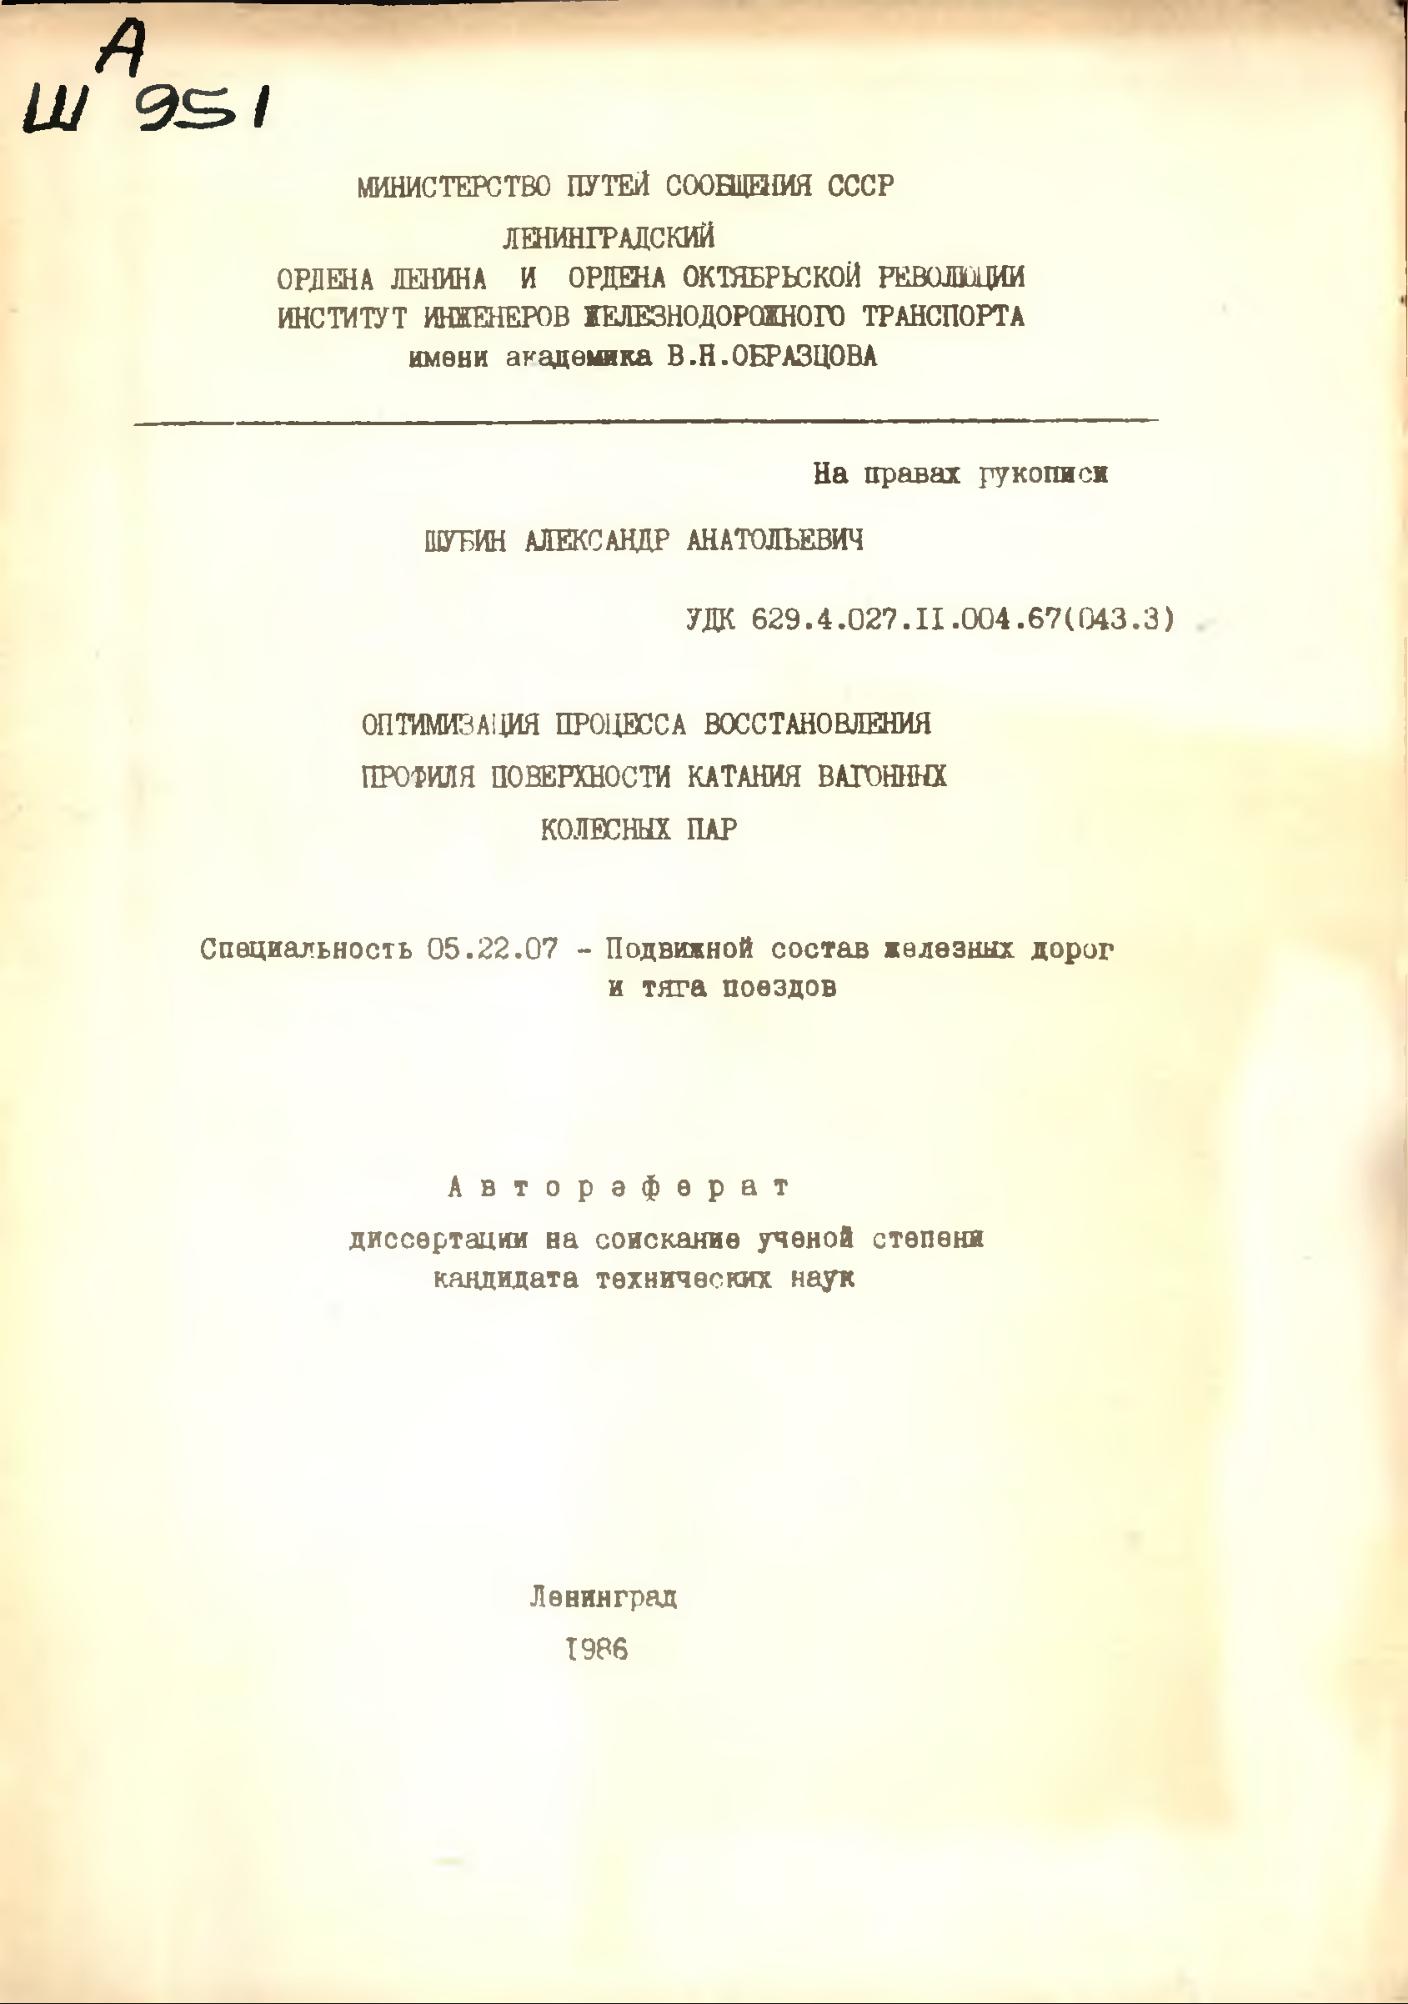 А
Ш 951
МИНИСТЕРСТВО ПУТЕЙ СООБЩЕНИЯ СССР
ЛЕНИНГРАДСКИЙ
ОРДЕНА ЛЕНИНА И ОРДЕНА ОКТЯБРЬСКОЙ РЕВОЛЮЦИИ
ИНСТИТУТ ИНЖЕНЕРОВ ЖЕЛЕЗНОДОРОЖНОГО ТРАНСПОРТА
имени академика В.Н.ОБРАЗЦОВА
На правах рукописи
ШУБИН АЛЕКСАНДР АНАТОЛЬЕВИЧ
УДК 629.4.027.II.004.67(043.3)
ОПТИМИЗАЦИЯ ПРОЦЕССА ВОССТАНОВЛЕНИЯ
ПРОФИЛЯ ПОВЕРХНОСТИ КАТАНИЯ ВАГОННЫХ
КОЛЕСНЫХ ПАР
Специальность 05.22.07 - Подвижной состав железных дорог
и тяга поездов
А в т о р е ф е р а т
диссертации на соискание ученой степени
кандидата технических наук
Ленинград
I986